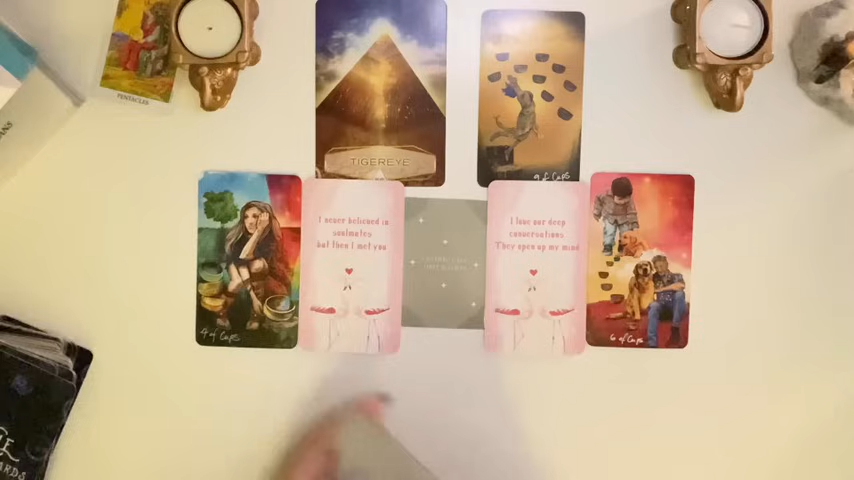 PENTACLES
TIGEREYE
9 of Cups
I never believed in
soulmates
but then I met you
I love our deep
conversations...
They open up my mind
4 of Cups
6 of Cups